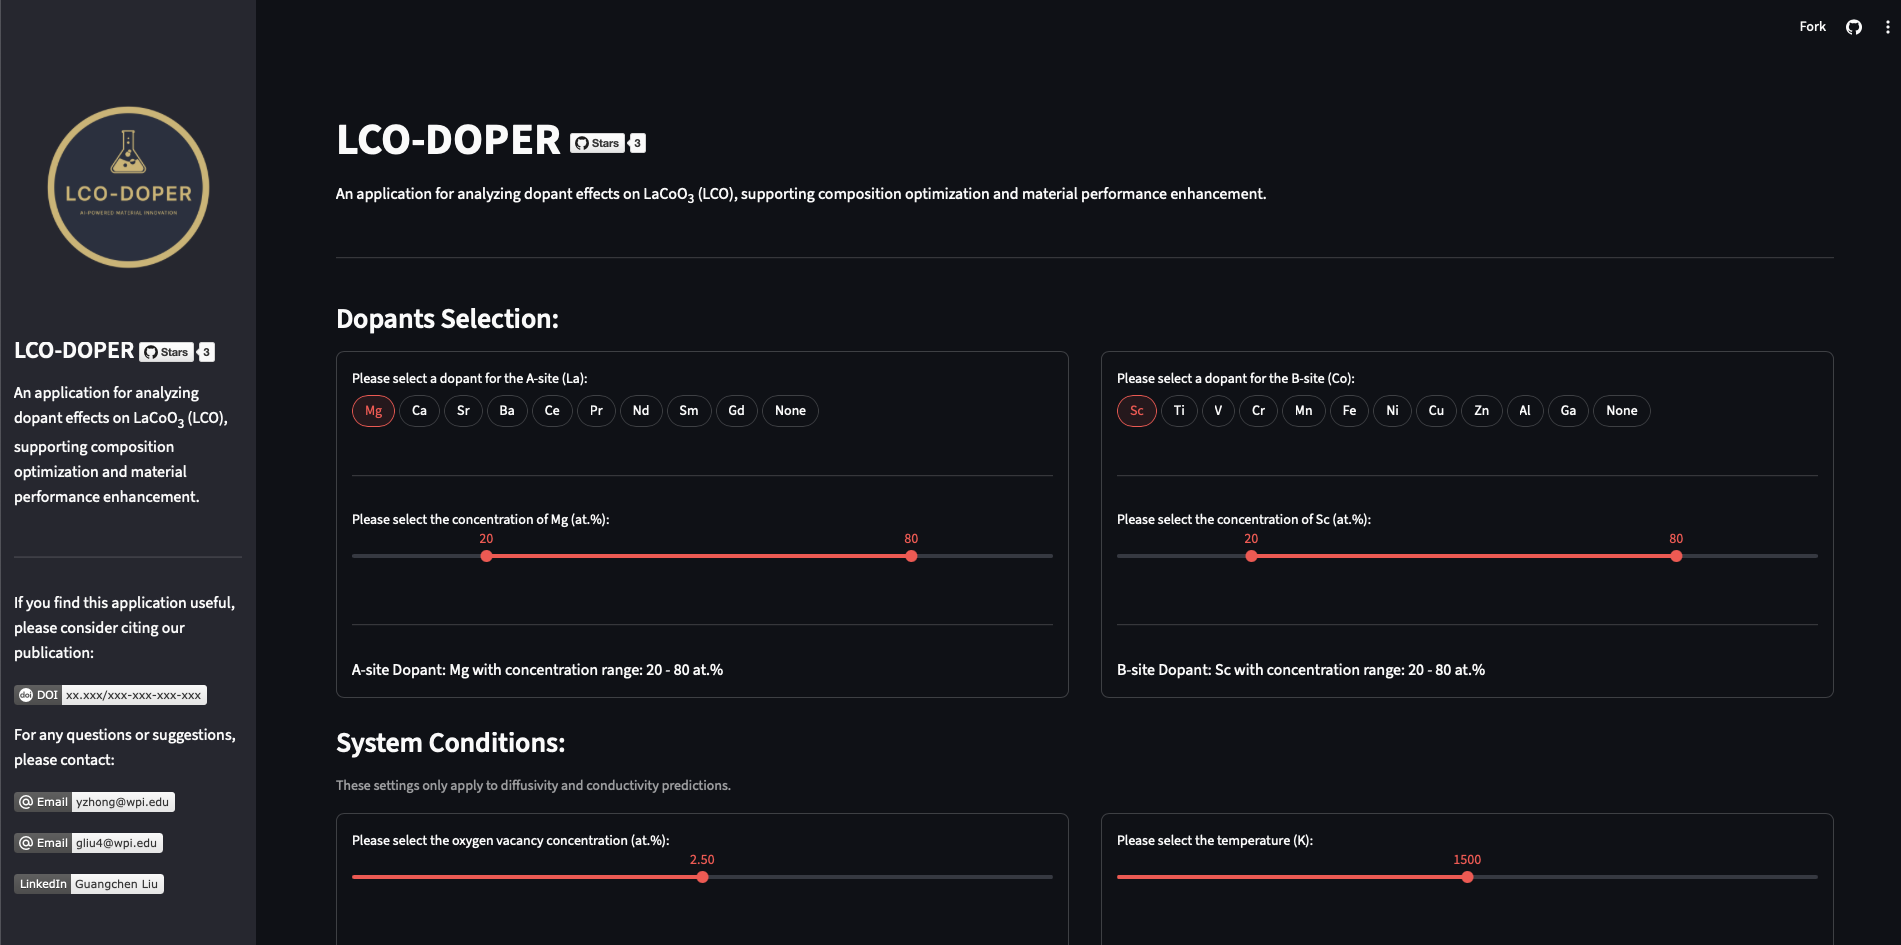 Fork
LCO-DOPER
AI-POWERED MATERIAL INNOVATION
LCO-DOPER Stars 3
An application for analyzing
dopant effects on LaCoO3 (LCO),
supporting composition
optimization and material
performance enhancement.
If you find this application useful,
please consider citing our
publication:
doi DOI xx.xxx/xxx-xxx-xxx-xxx
For any questions or suggestions,
please contact:
@ Email yzhong@wpi.edu
@ Email gliu4@wpi.edu
LinkedIn Guangchen Liu
LCO-DOPER Stars 3
An application for analyzing dopant effects on LaCoO3 (LCO), supporting composition optimization and material performance enhancement.
Dopants Selection:
Please select a dopant for the A-site (La):
Mg Ca Sr Ba Ce Pr Nd Sm Gd None
Please select the concentration of Mg (at.%):
20 80
A-site Dopant: Mg with concentration range: 20 - 80 at.%
Please select a dopant for the B-site (Co):
Sc Ti V Cr Mn Fe Ni Cu Zn Al Ga None
Please select the concentration of Sc (at.%):
20 80
B-site Dopant: Sc with concentration range: 20 - 80 at.%
System Conditions:
These settings only apply to diffusivity and conductivity predictions.
Please select the oxygen vacancy concentration (at.%):
2.50
Please select the temperature (K):
1500